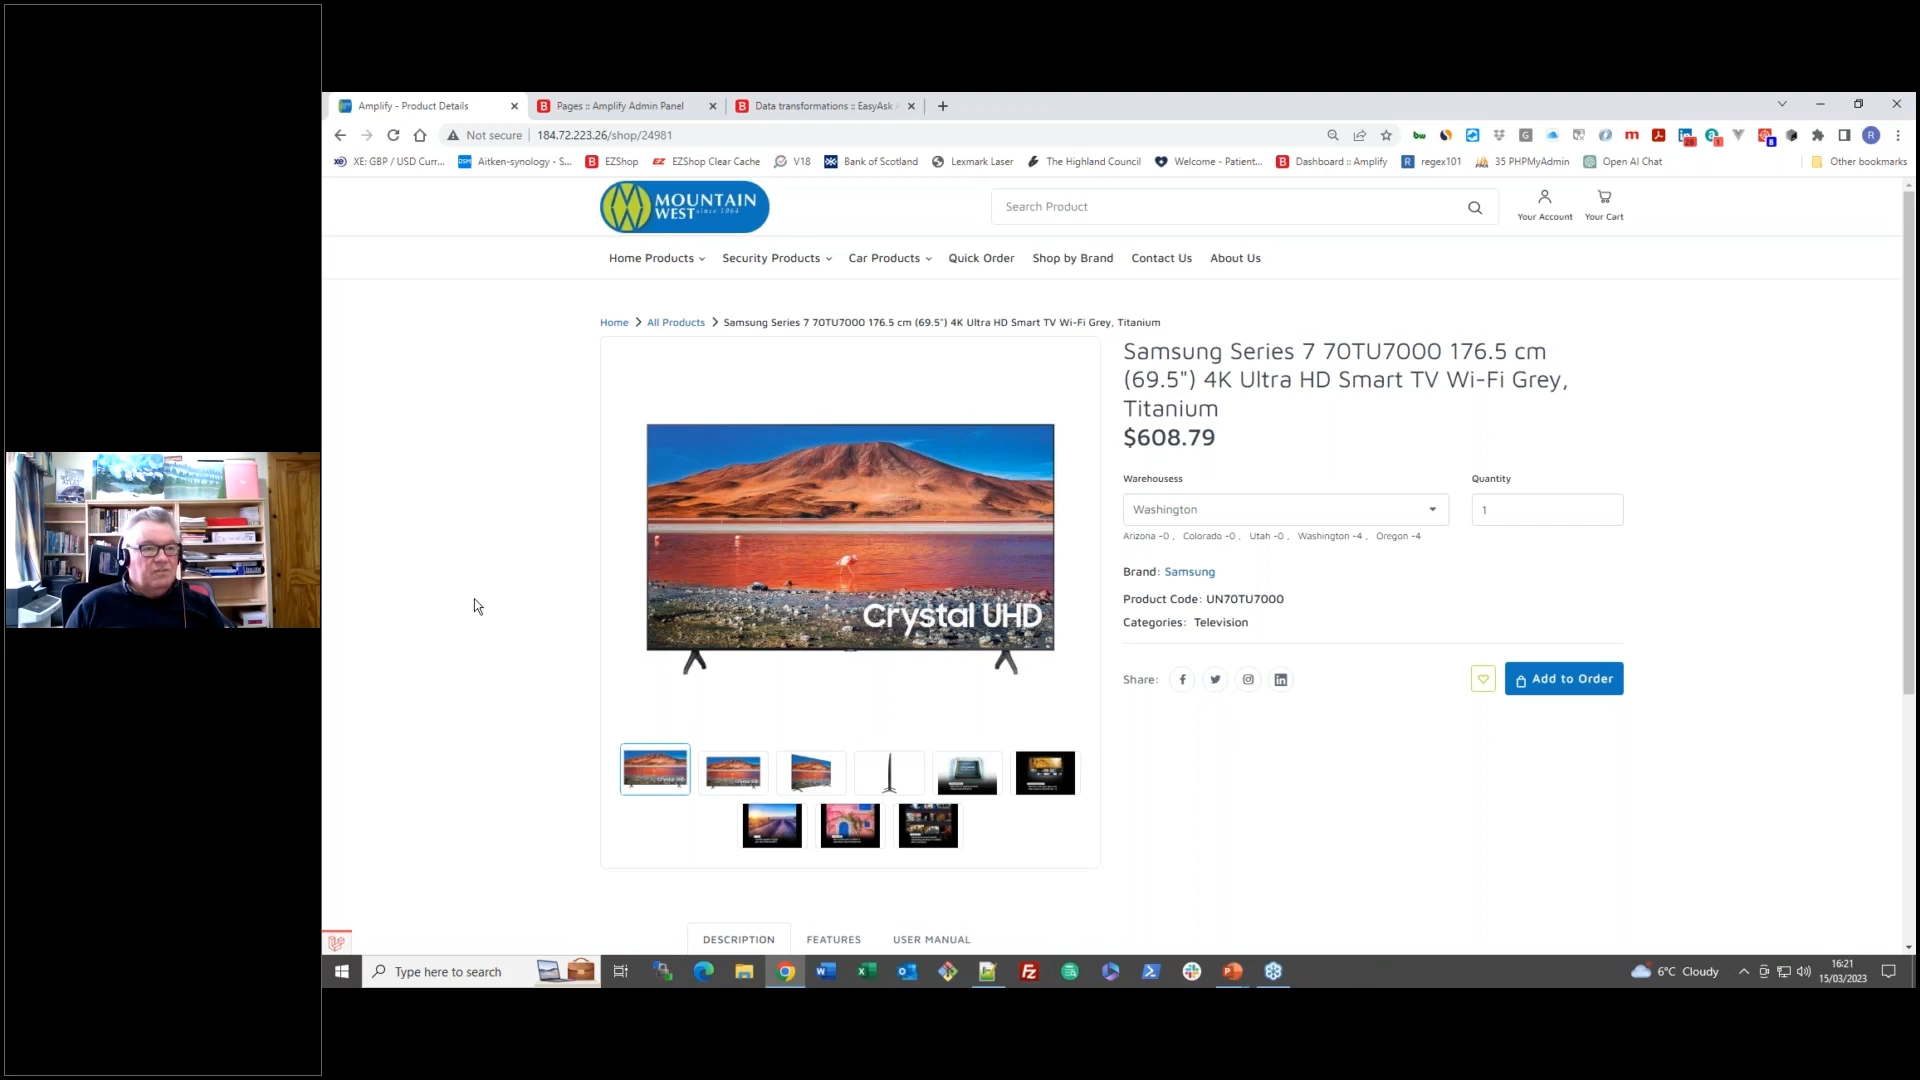 Amplify - Product Details
Pages :: Amplify Admin Panel
Data transformations :: EasyAsk A
Not secure
184.72.223.26/shop/24981
XE: GBP / USD Curr...
Aitken-synology - S...
EZShop
EZShop Clear Cache
V18
Bank of Scotland
Lexmark Laser
The Highland Council
Welcome - Patient...
Dashboard :: Amplify
regex101
35 PHPMyAdmin
Open AI Chat
Other bookmarks
MOUNTAIN
WEST since 1964
Search Product
Your Account
Your Cart
Home Products
Security Products
Car Products
Quick Order
Shop by Brand
Contact Us
About Us
Home > All Products > Samsung Series 7 70TU7000 176.5 cm (69.5") 4K Ultra HD Smart TV Wi-Fi Grey, Titanium
Samsung Series 7 70TU7000 176.5 cm
(69.5") 4K Ultra HD Smart TV Wi-Fi Grey,
Titanium
$608.79
Warehousess
Quantity
Washington
1
Arizona -0 , Colorado -0 , Utah -0 , Washington -4 , Oregon -4
Brand: Samsung
Product Code: UN70TU7000
Categories: Television
Crystal UHD
Share:
Add to Order
DESCRIPTION
FEATURES
USER MANUAL
Type here to search
6°C Cloudy
16:21
15/03/2023